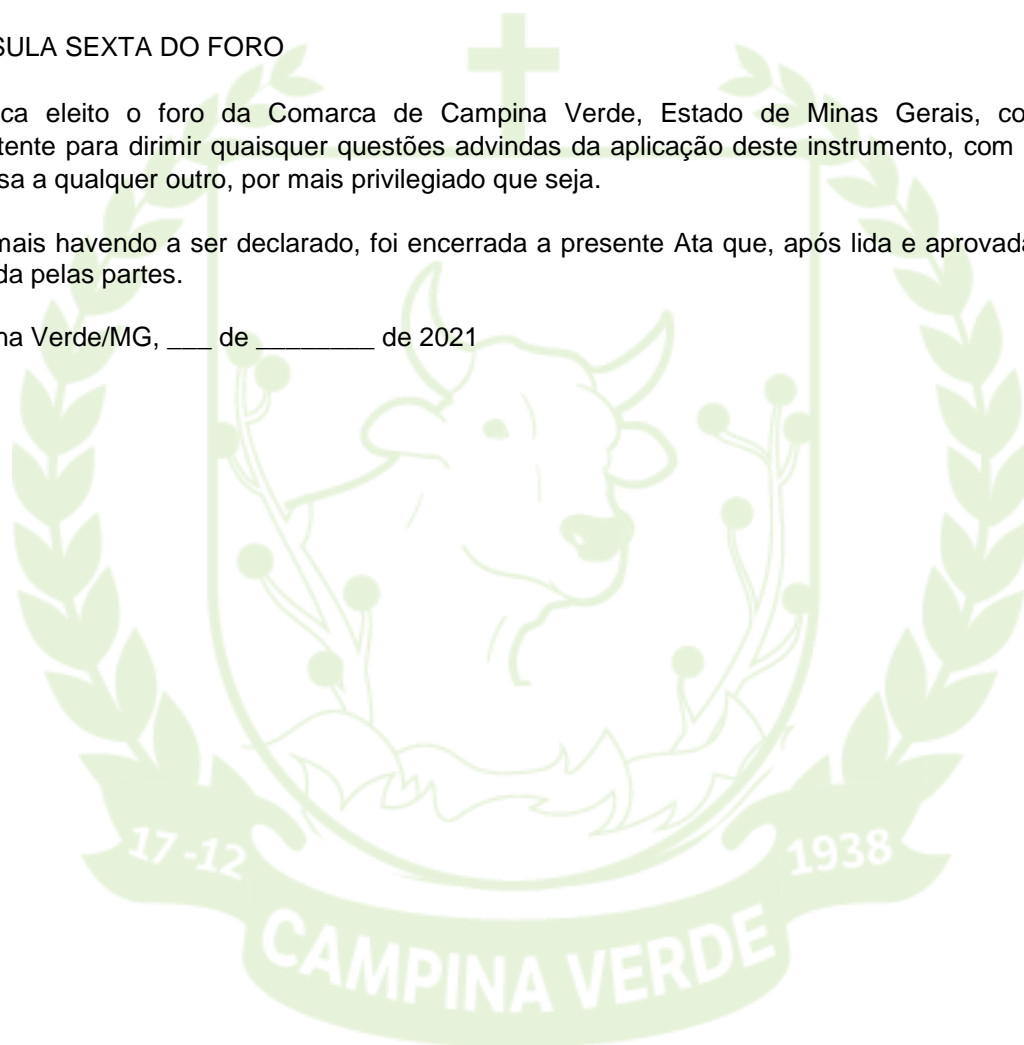 SULA SEXTA DO FORO
ca eleito o foro da Comarca de Campina Verde, Estado de Minas Gerais, co
tente para dirimir quaisquer questões advindas da aplicação deste instrumento, com
sa a qualquer outro, por mais privilegiado que seja.
mais havendo a ser declarado, foi encerrada a presente Ata que, após lida e aprovada
da pelas partes.
na Verde/MG, ___ de ________ de 2021
17-12
1938
CAMPINA VERDE